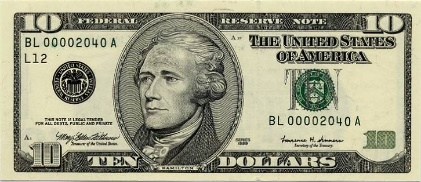 10 FEDERAL RESERVE NOTE 10
BL 00002040 A
L12
THE UNITED STATES
OF AMERICA
THIS NOTE IS LEGAL TENDER
FOR ALL DEBTS, PUBLIC AND PRIVATE
TEN
BL 00002040 A
Treasurer of the United States.
SERIES
Secretary of the Treasury.
HAMILTON
10 TEN DOLLARS 10